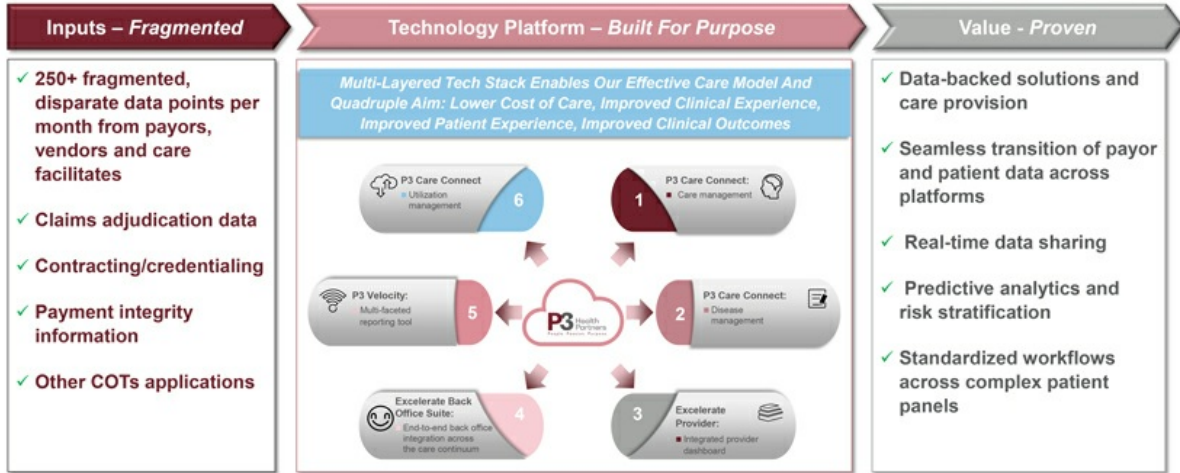 Inputs – Fragmented
Technology Platform – Built For Purpose
Value - Proven
250+ fragmented,
disparate data points per
month from payors,
vendors and care
facilitates
Claims adjudication data
Contracting/credentialing
Payment integrity
information
Other COTs applications
Multi-Layered Tech Stack Enables Our Effective Care Model And
Quadruple Aim: Lower Cost of Care, Improved Clinical Experience,
Improved Patient Experience, Improved Clinical Outcomes
P3 Care Connect
Utilization
management
6
1
P3 Care Connect:
Care management
P3 Velocity:
Multi-faceted
reporting tool
5
P3 Health
Partners
People. Passion. Purpose.
2
P3 Care Connect:
Disease
management
Excelerate Back
Office Suite:
End-to-end back office
integration across
the care continuum
4
3
Excelerate
Provider:
Integrated provider
dashboard
Data-backed solutions and
care provision
Seamless transition of payor
and patient data across
platforms
Real-time data sharing
Predictive analytics and
risk stratification
Standardized workflows
across complex patient
panels